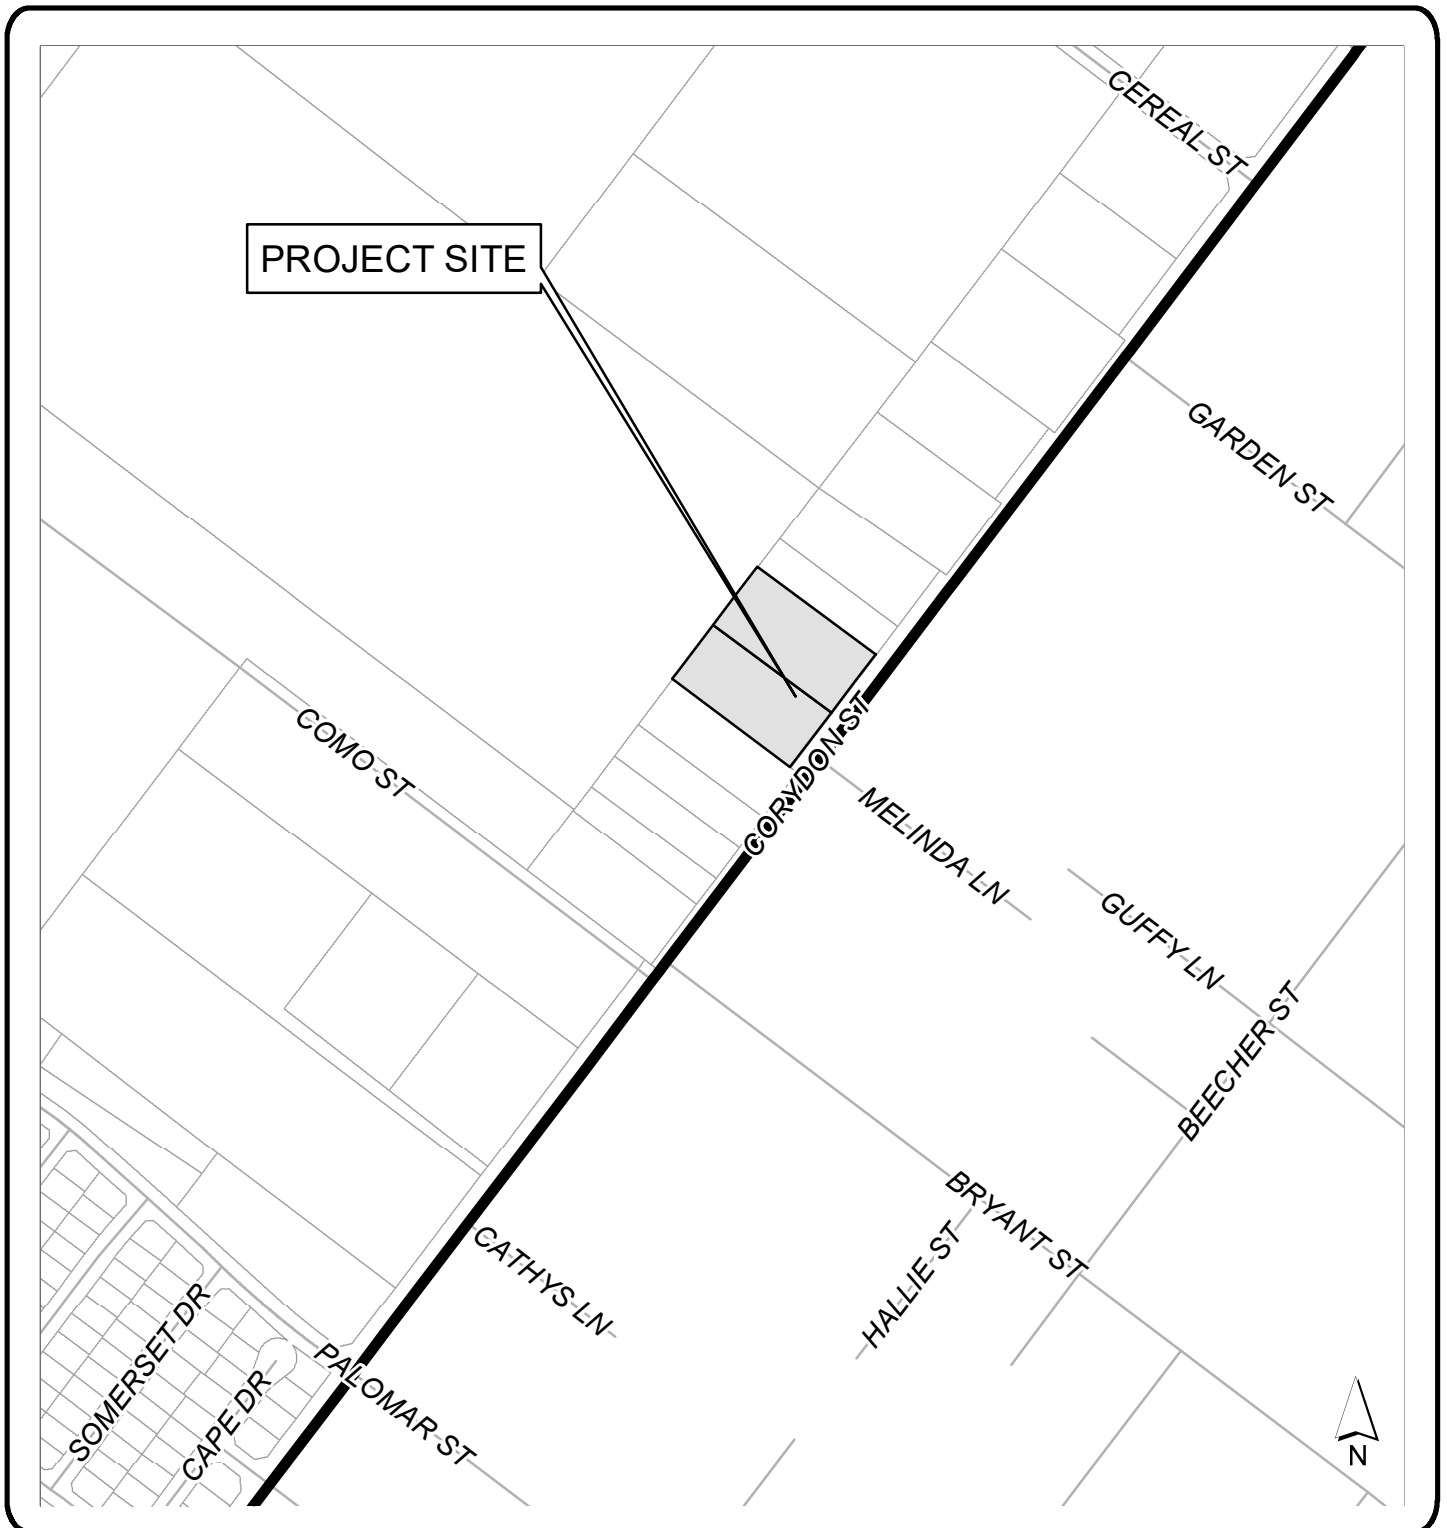 CEREAL ST
PROJECT SITE
GARDEN ST
COMO ST
CORYDON ST
MELINDA LN
GUFFY LN
BEECHER ST
BRYANT ST
HALLIE ST
CATHYS LN
SOMERSET DR
CAPE DR
PALOMAR ST
N